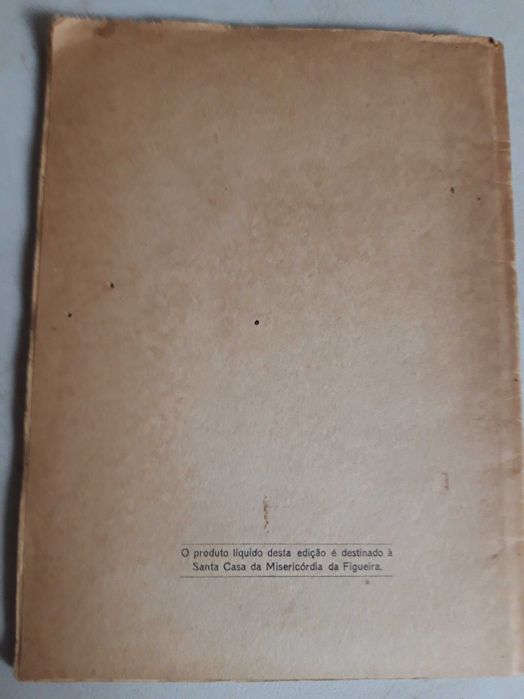 O produto líquido desta edição é destinado à
Santa Casa da Misericórdia da Figueira.